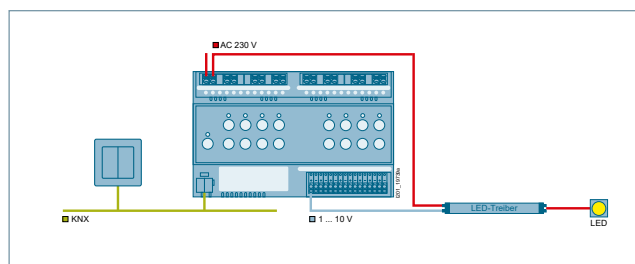 AC 230 V
KNX
1 ... 10 V
LED-Treiber
LED